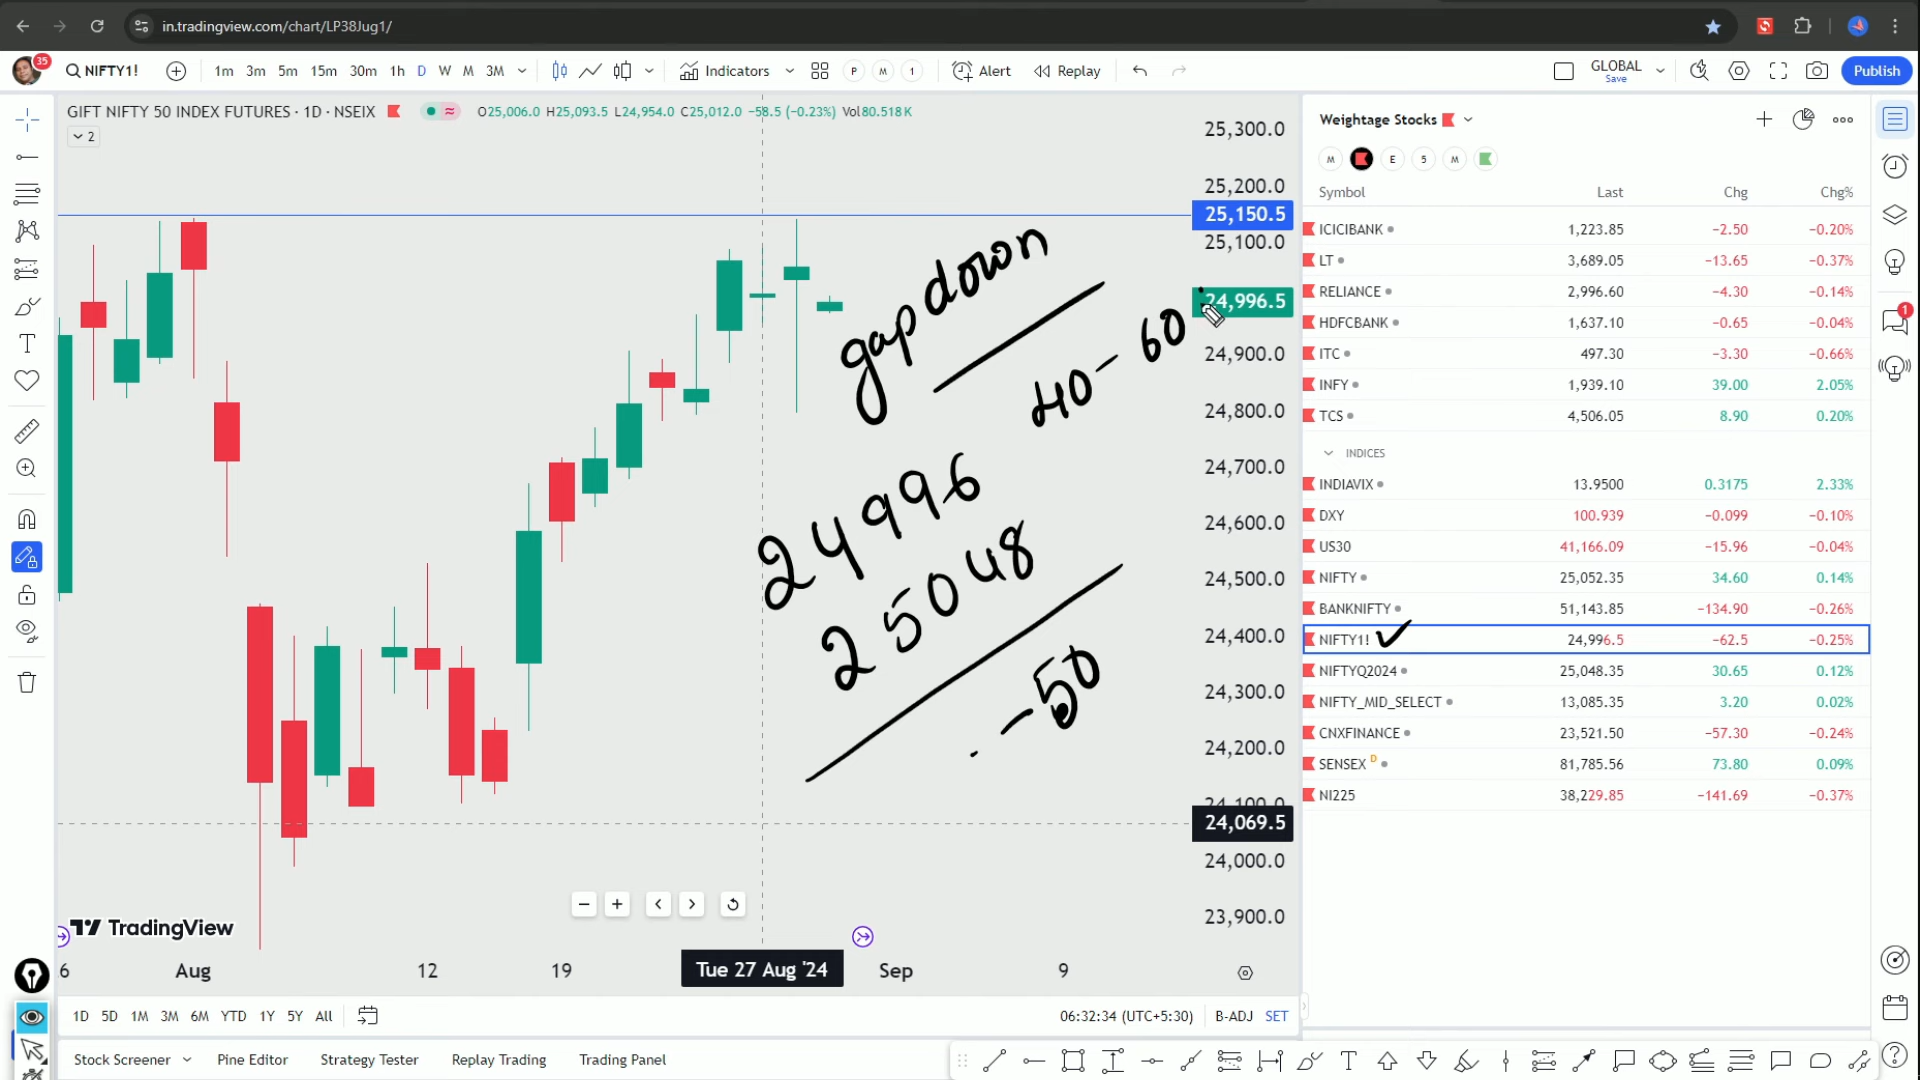 in.tradingview.com/chart/LP38Jug1/
35
NIFTY1!
1m 3m 5m 15m 30m 1h D W M 3M
Indicators
P M 1
Alert
Replay
GLOBAL
Save
Publish
GIFT NIFTY 50 INDEX FUTURES · 1D · NSEIX
O25,006.0 H25,093.5 L24,954.0 C25,012.0 −58.5 (−0.23%) Vol80.518K
2
25,300.0
25,200.0
25,150.5
25,100.0
24,996.5
24,900.0
24,800.0
24,700.0
24,600.0
24,500.0
24,400.0
24,300.0
24,200.0
24,100.0
24,069.5
24,000.0
23,900.0
gapdown
40-60
24996
25048
-50
TradingView
6 Aug 12 19 Tue 27 Aug '24 Sep 9
1D 5D 1M 3M 6M YTD 1Y 5Y All
06:32:34 (UTC+5:30)
B-ADJ SET
Stock Screener Pine Editor Strategy Tester Replay Trading Trading Panel
Weightage Stocks
M E 5 M
Symbol Last Chg Chg%
ICICIBANK 1,223.85 −2.50 −0.20%
LT 3,689.05 −13.65 −0.37%
RELIANCE 2,996.60 −4.30 −0.14%
HDFCBANK 1,637.10 −0.65 −0.04%
ITC 497.30 −3.30 −0.66%
INFY 1,939.10 39.00 2.05%
TCS 4,506.05 8.90 0.20%
INDICES
INDIAVIX 13.9500 0.3175 2.33%
DXY 100.939 −0.099 −0.10%
US30 41,166.09 −15.96 −0.04%
NIFTY 25,052.35 34.60 0.14%
BANKNIFTY 51,143.85 −134.90 −0.26%
NIFTY1! 24,996.5 −62.5 −0.25%
NIFTYQ2024 25,048.35 30.65 0.12%
NIFTY_MID_SELECT 13,085.35 3.20 0.02%
CNXFINANCE 23,521.50 −57.30 −0.24%
SENSEX D 81,785.56 73.80 0.09%
NI225 38,229.85 −141.69 −0.37%
1